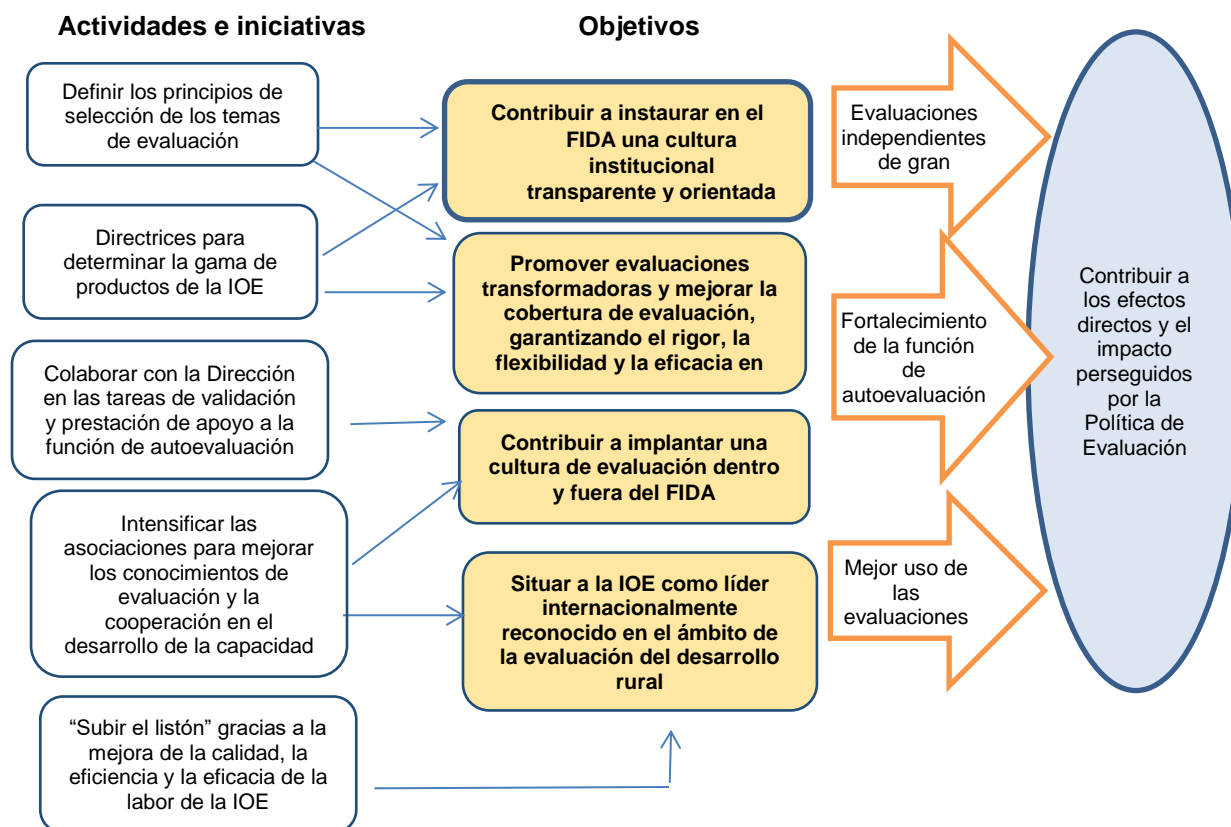 Actividades e iniciativas
Objetivos
Definir los principios de
selección de los temas
de evaluación
Directrices para
determinar la gama de
productos de la IOE
Colaborar con la Dirección
en las tareas de validación
y prestación de apoyo a la
función de autoevaluación
Intensificar las
asociaciones para mejorar
los conocimientos de
evaluación y la
cooperación en el
desarrollo de la capacidad
“Subir el listón” gracias a la
mejora de la calidad, la
eficiencia y la eficacia de la
labor de la IOE
Contribuir a instaurar en el
FIDA una cultura
institucional
transparente y orientada
Promover evaluaciones
transformadoras y mejorar la
cobertura de evaluación,
garantizando el rigor, la
flexibilidad y la eficacia en
Contribuir a implantar una
cultura de evaluación dentro
y fuera del FIDA
Situar a la IOE como líder
internacionalmente
reconocido en el ámbito de
la evaluación del desarrollo
rural
Evaluaciones
independientes
de gran
Fortalecimiento
de la función
de
autoevaluación
Mejor uso de
las
evaluaciones
Contribuir a
los efectos
directos y el
impacto
perseguidos
por la
Política de
Evaluación